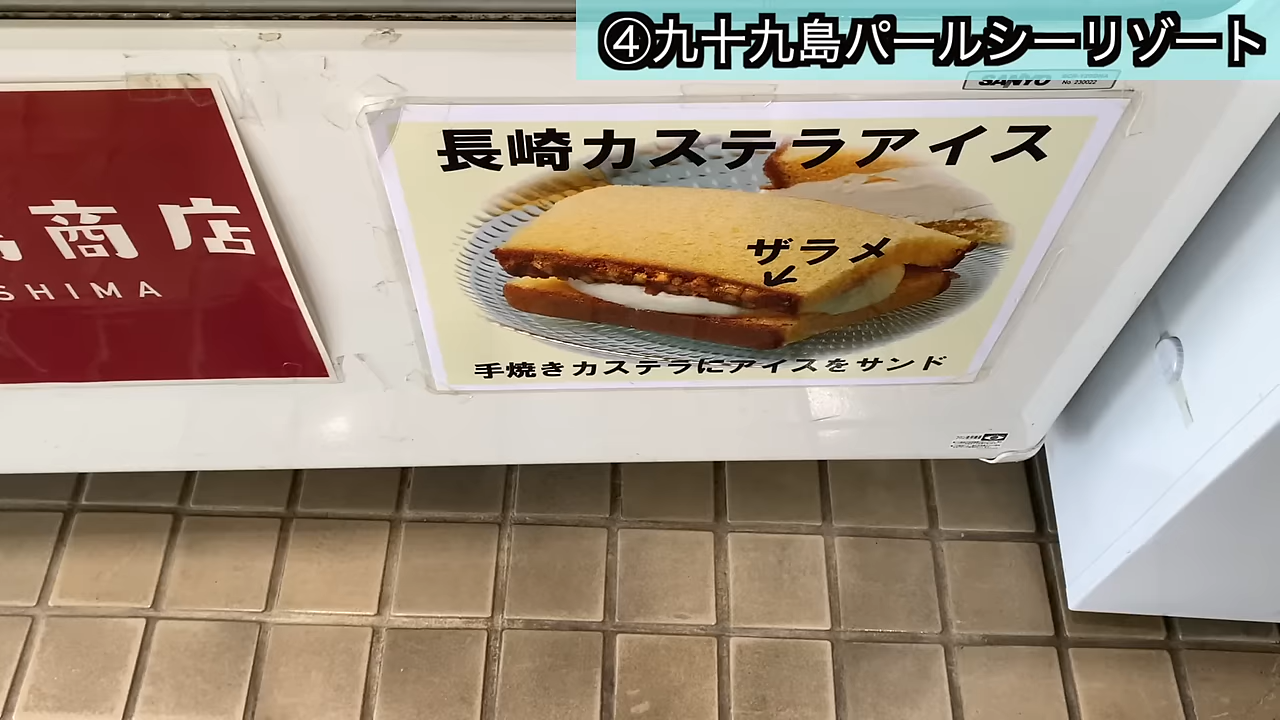 ④九十九島パールシーリゾート
SANYO
長崎カステラアイス
ザラメ
手焼きカステラにアイスをサンド
商店
SHIMA